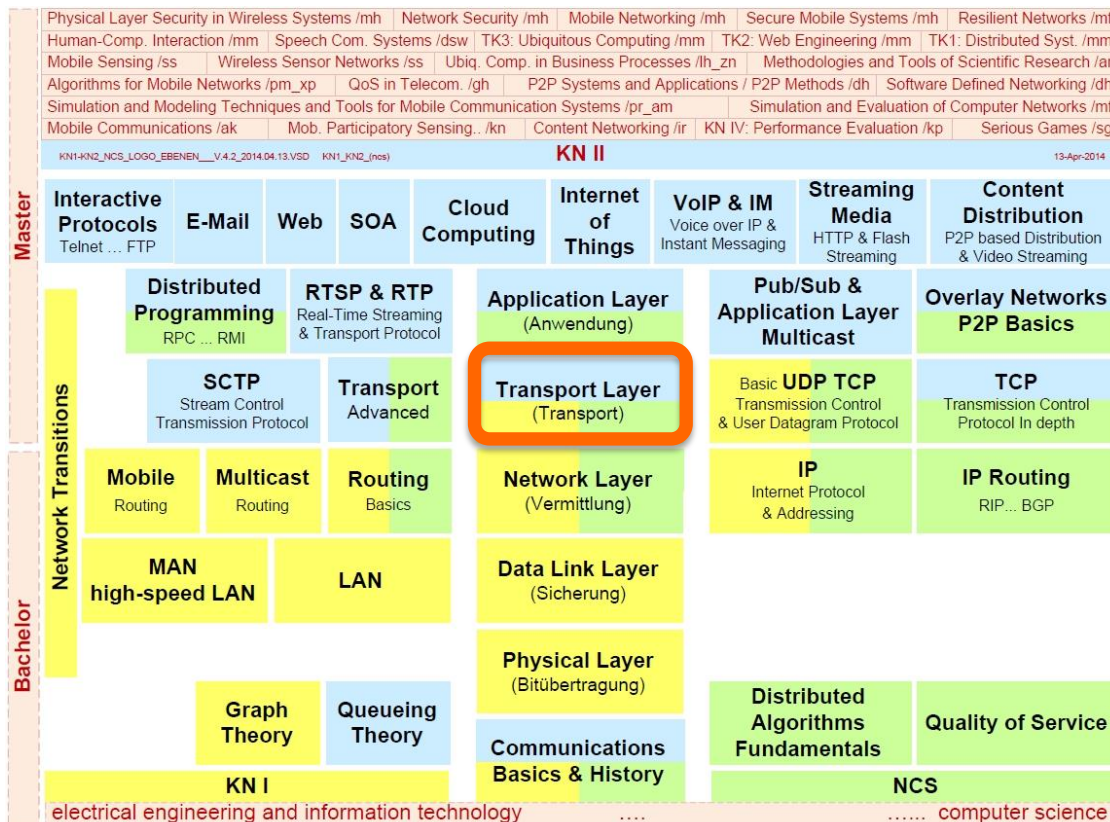 Physical Layer Security in Wireless Systems /mh
Network Security /mh
Mobile Networking /mh
Secure Mobile Systems /mh
Resilient Networks
Human-Comp. Interaction /mm
Speech Com. Systems /dsw
TK3: Ubiquitous Computing /mm
TK2: Web Engineering /mm
TK1: Distributed Syst.
Mobile Sensing /ss
Wireless Sensor Networks /ss
Ubiq. Comp. in Business Processes /lh_zn
Methodologies and Tools of Scientific Research
Algorithms for Mobile Networks /pm_xp
QoS in Telecom. /gh
P2P Systems and Applications / P2P Methods /dh
Software Defined Networking
Simulation and Modeling Techniques and Tools for Mobile Communication Systems /pr_am
Simulation and Evaluation of Computer Networks
Mobile Communications /ak
Mob. Participatory Sensing.. /kn
Content Networking /ir
KN IV: Performance Evaluation /kp
Serious Games
KN1-KN2_NCS_LOGO_EBENEN___V.4.2_2014.04.13.VSD KN1_KN2_(ncs)
KN II
13-Apr-2014
Master
Interactive
Protocols
Telnet ... FTP
E-Mail
Web
SOA
Cloud
Computing
Internet
of
Things
VoIP & IM
Voice over IP &
Instant Messaging
Streaming
Media
HTTP & Flash
Streaming
Content
Distribution
P2P based Distribution
& Video Streaming
Network Transitions
Distributed
Programming
RPC ... RMI
RTSP & RTP
Real-Time Streaming
& Transport Protocol
Application Layer
(Anwendung)
Pub/Sub &
Application Layer
Multicast
Overlay Networks
P2P Basics
SCTP
Stream Control
Transmission Protocol
Transport
Advanced
Transport Layer
(Transport)
Basic UDP TCP
Transmission Control
& User Datagram Protocol
TCP
Transmission Control
Protocol In depth
Bachelor
Mobile
Routing
Multicast
Routing
Routing
Basics
Network Layer
(Vermittlung)
IP
Internet Protocol
& Addressing
IP Routing
RIP... BGP
MAN
high-speed LAN
LAN
Data Link Layer
(Sicherung)
Physical Layer
(Bitübertragung)
Graph
Theory
Queueing
Theory
Communications
Basics & History
Distributed
Algorithms
Fundamentals
Quality of Service
KN I
NCS
electrical engineering and information technology .... ...... computer science